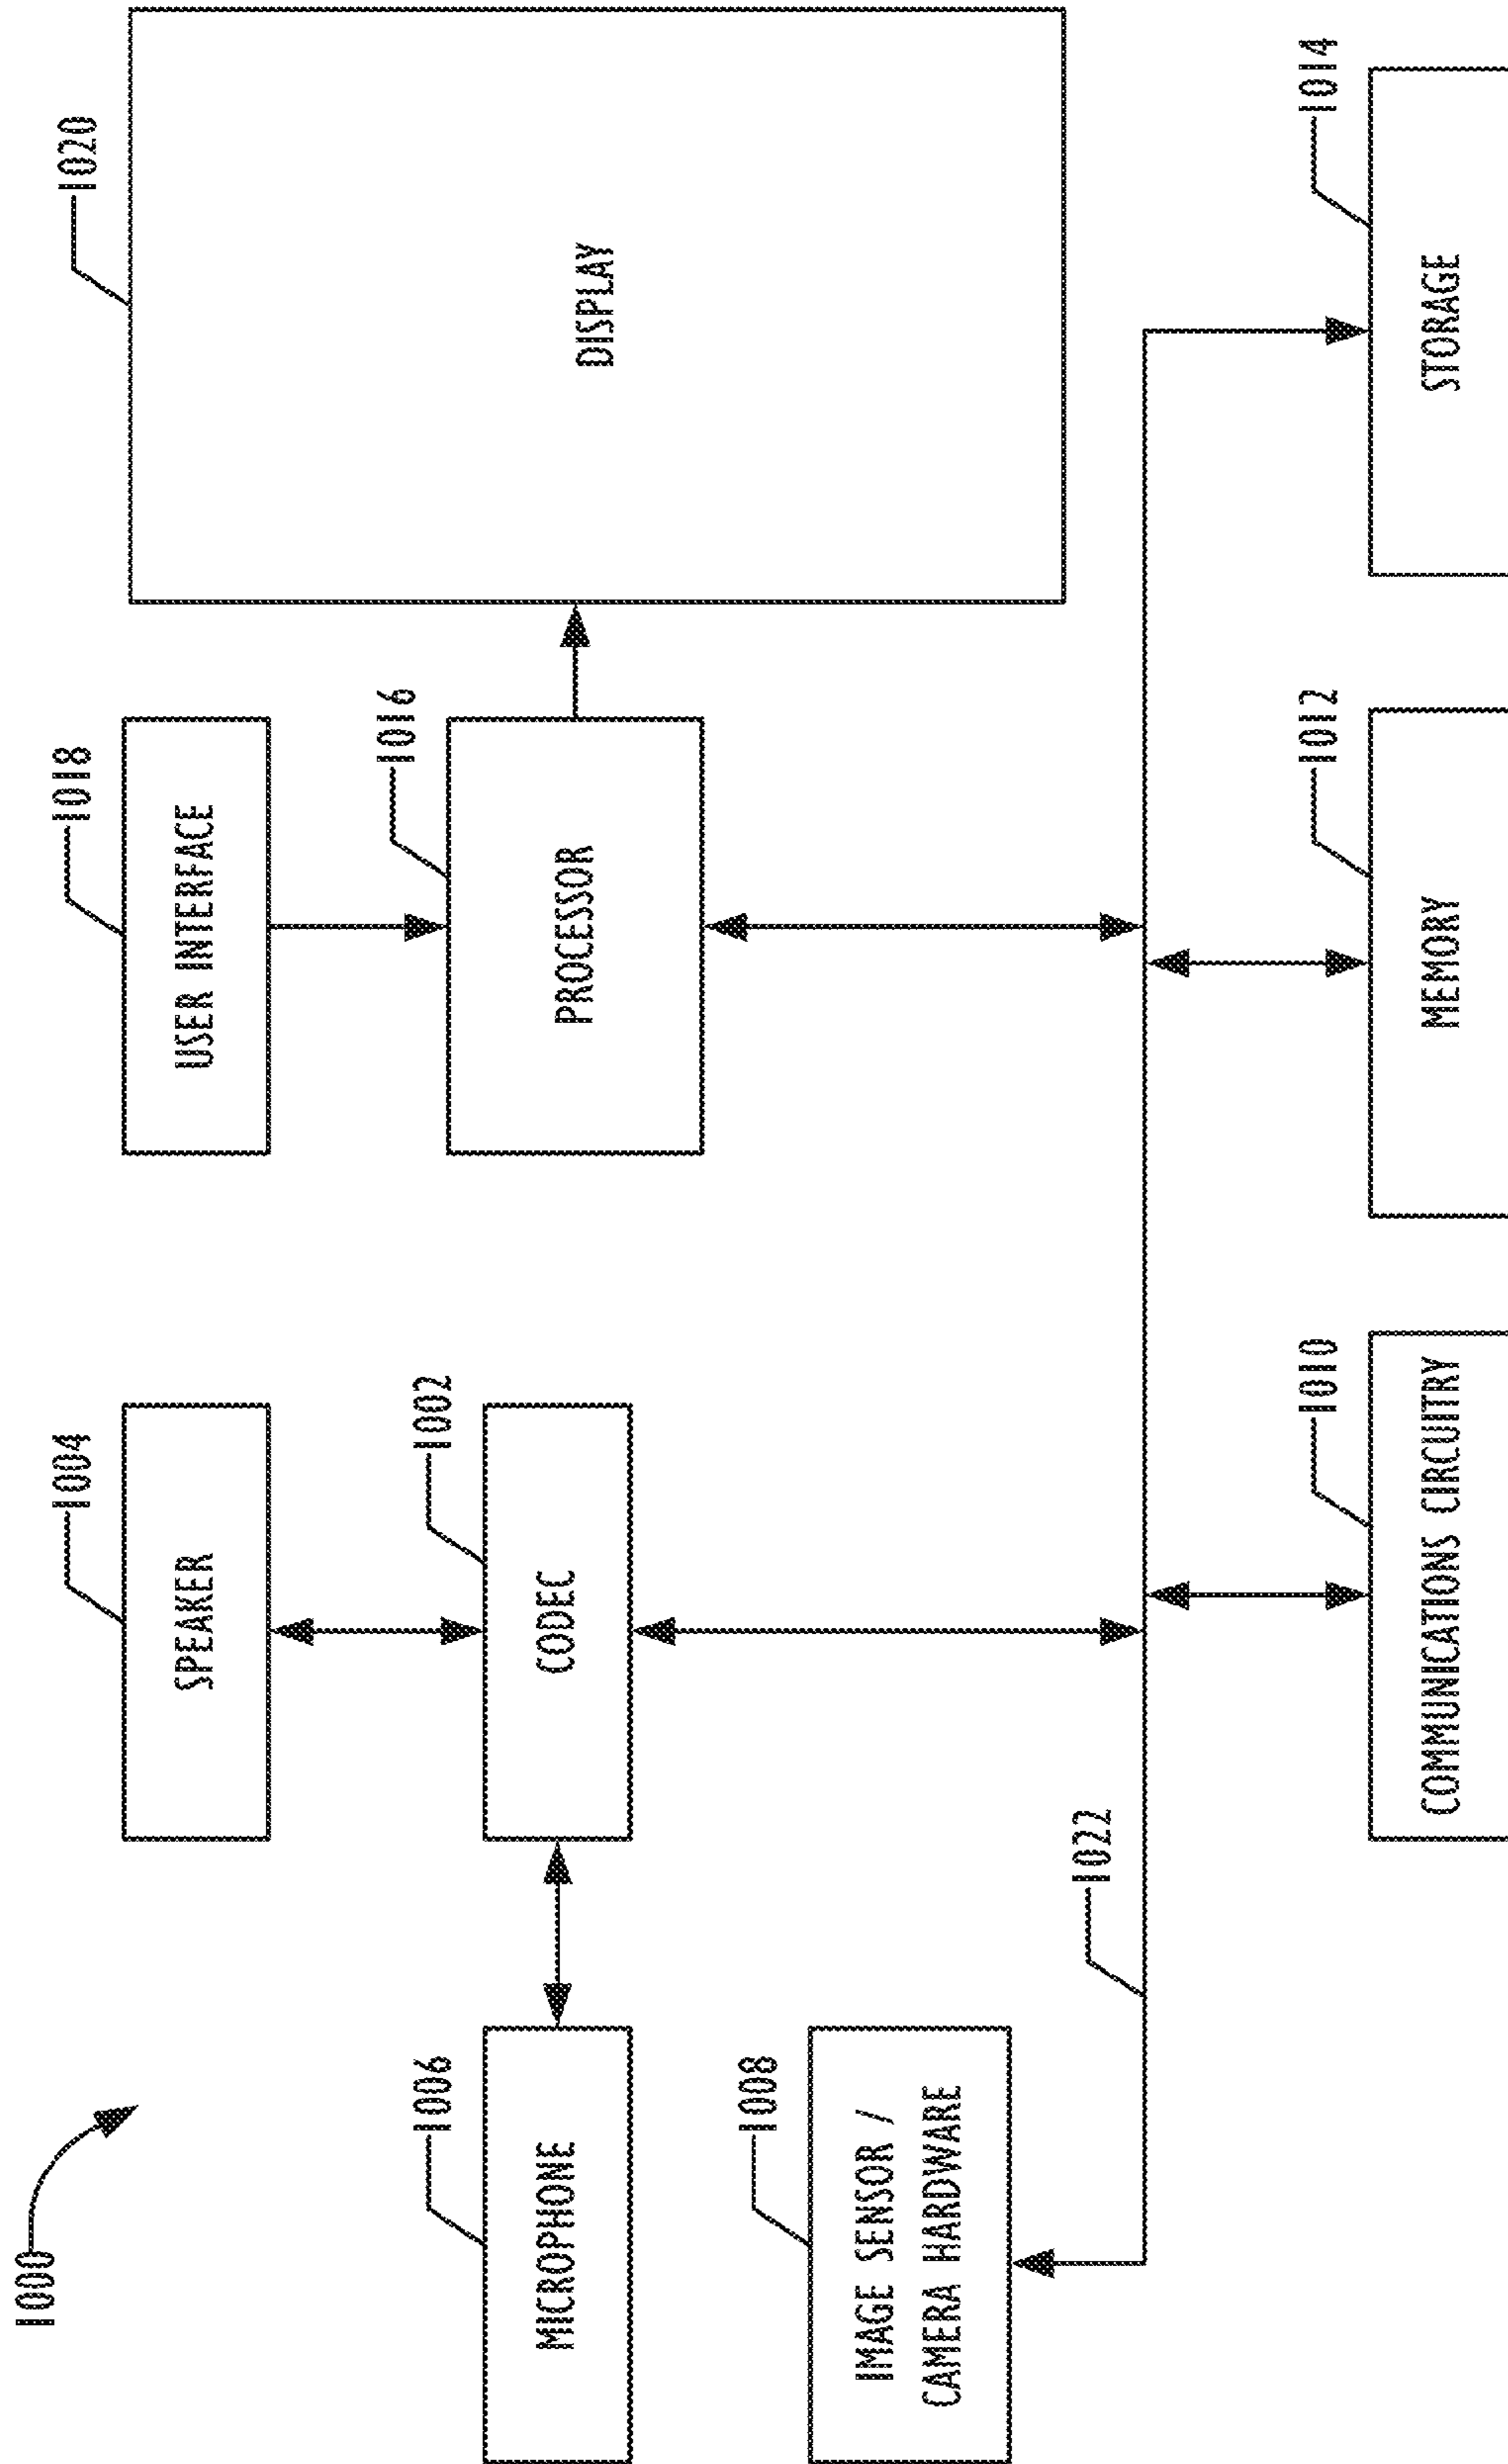 1000
1004
SPEAKER
1018
USER INTERFACE
1020
DISPLAY
1006
MICROPHONE
1002
CODEC
1016
PROCESSOR
1008
IMAGE SENSOR /
CAMERA HARDWARE
1022
1010
COMMUNICATIONS CIRCUITRY
1012
MEMORY
1014
STORAGE